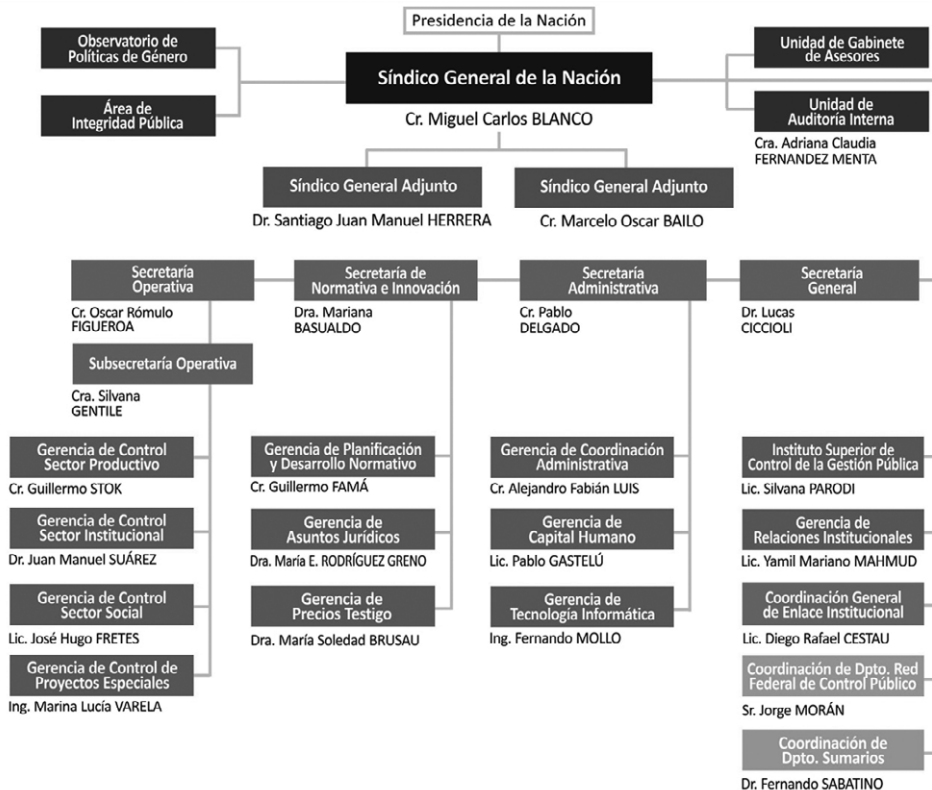 Presidencia de la Nación
Observatorio de
Políticas de Género
Síndico General de la Nación
Unidad de Gabinete
de Asesores
Área de
Integridad Pública
Cr. Miguel Carlos BLANCO
Unidad de
Auditoría Interna
Cra. Adriana Claudia
FERNANDEZ MENTA
Síndico General Adjunto
Dr. Santiago Juan Manuel HERRERA
Síndico General Adjunto
Cr. Marcelo Oscar BAILO
Secretaría
Operativa
Cr. Oscar Rómulo
FIGUEROA
Secretaría de
Normativa e Innovación
Dra. Mariana
BASUALDO
Secretaría
Administrativa
Cr. Pablo
DELGADO
Secretaría
General
Dr. Lucas
CICCIOLI
Subsecretaría Operativa
Cra. Silvana
GENTILE
Gerencia de Control
Sector Productivo
Cr. Guillermo STOK
Gerencia de Control
Sector Institucional
Dr. Juan Manuel SUÁREZ
Gerencia de Control
Sector Social
Lic. José Hugo FRETES
Gerencia de Control de
Proyectos Especiales
Ing. Marina Lucía VARELA
Gerencia de Planificación
y Desarrollo Normativo
Cr. Guillermo FAMÁ
Gerencia de
Asuntos Jurídicos
Dra. María E. RODRÍGUEZ GRENO
Gerencia de
Precios Testigo
Dra. María Soledad BRUSAU
Gerencia de Coordinación
Administrativa
Cr. Alejandro Fabián LUIS
Gerencia de
Capital Humano
Lic. Pablo GASTELÚ
Gerencia de
Tecnología Informática
Ing. Fernando MOLLO
Instituto Superior de
Control de la Gestión Pública
Lic. Silvana PARODI
Gerencia de
Relaciones Institucionales
Lic. Yamil Mariano MAHMUD
Coordinación General
de Enlace Institucional
Lic. Diego Rafael CESTAU
Coordinación de Dpto. Red
Federal de Control Público
Sr. Jorge MORÁN
Coordinación de
Dpto. Sumarios
Dr. Fernando SABATINO